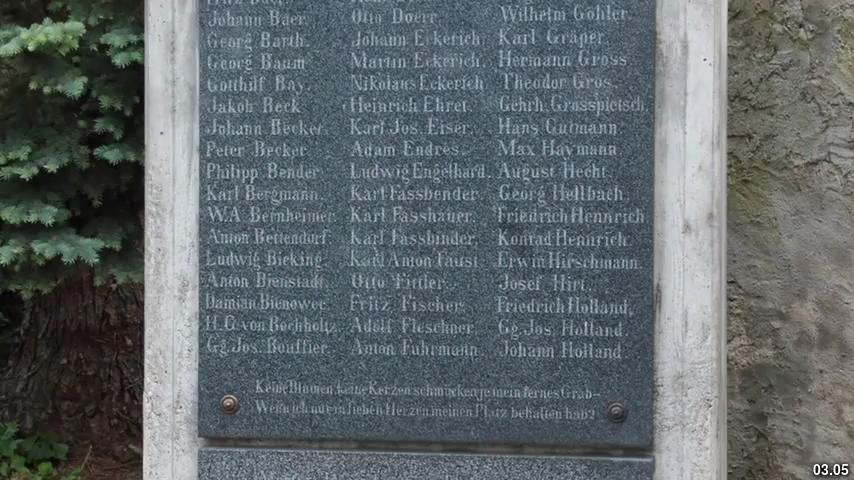 Johann Baer. Otto Doerr. Wilhelm Göhler.
Georg Barth. Johann Eckerich. Karl Gräper.
Georg Baum Martin Eckerich. Hermann Gross.
Gotthilf Bay. Nikolaus Eckerich Theodor Gros.
Jakob Beck Heinrich Ehret. Gehrh. Grosspietsch.
Johann Becker. Karl Jos. Eiser. Hans Gutmann.
Peter Becker. Adam Endres. Max Haymann.
Philipp Bender Ludwig Engelhard. August Hecht.
Karl Bergmann. Karl Fassbender. Georg Hellbach.
W.A. Bernheimer. Karl Fasshauer. Friedrich Hennrich
Anton Bettendorf. Karl Fassbinder. Konrad Hennrich.
Ludwig Bieking. Karl Anton Faust. Erwin Hirschmann.
Anton Bienstadt. Otto Fittler. Josef Hirt.
Damian Bienower. Fritz Fischer. Friedrich Holland.
H.G. von Bochholtz. Adolf Fleschner. Gg. Jos. Holland.
Gg. Jos. Bouffier. Anton Fuhrmann. Johann Holland.
Keine Blumen, keine Kerzen schmücken je mein fernes Grab–
Wenn ich nur in lieben Herzen meinen Platz behalten hab'!
03.05